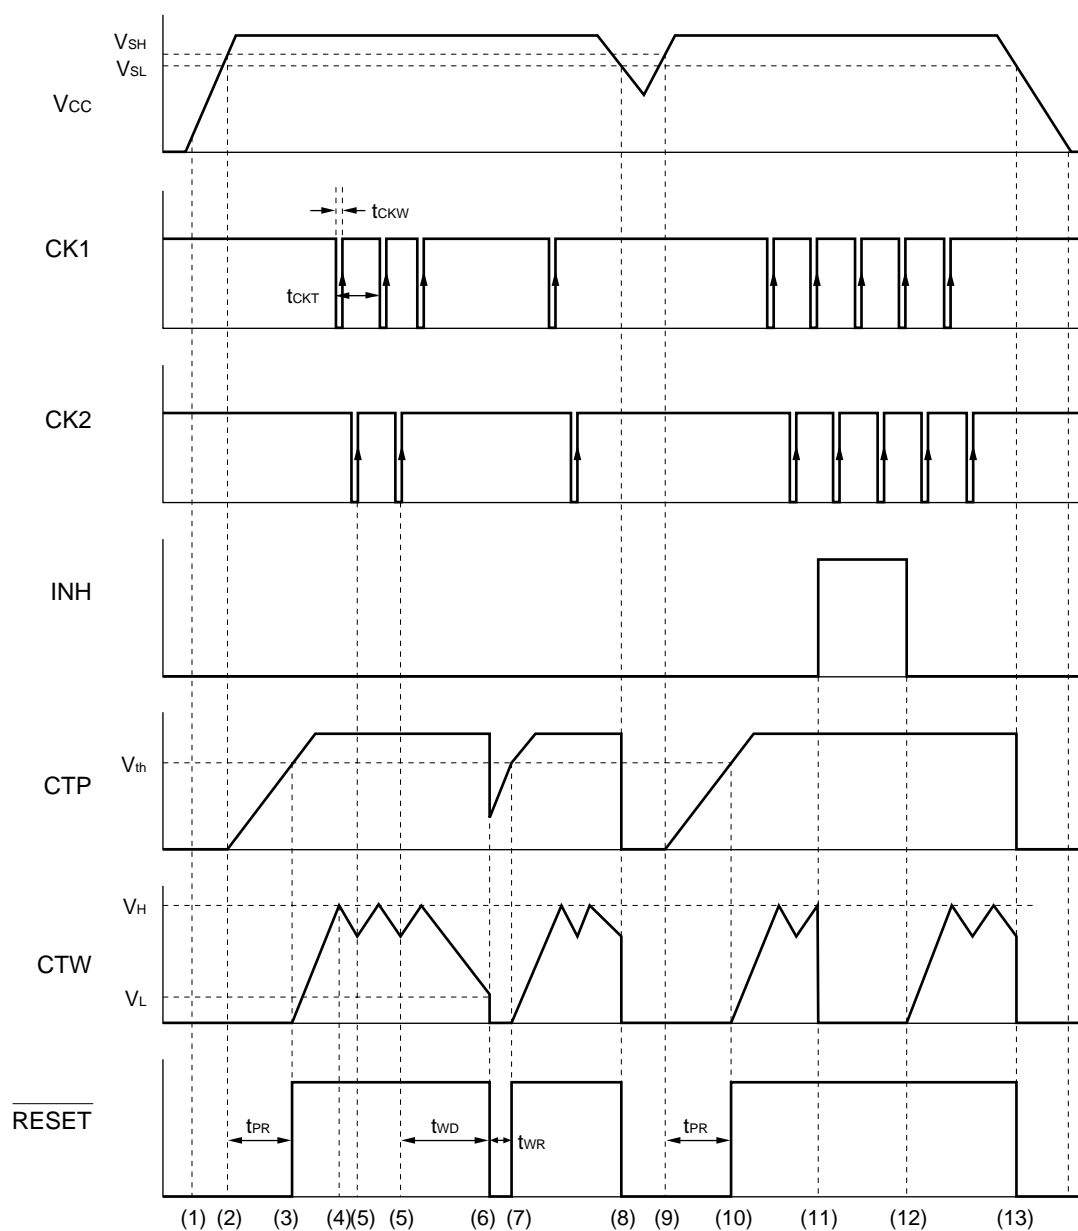 VSH
VSL
VCC
tCKW
CK1
tCKT
CK2
INH
Vth
CTP
VH
CTW
VL
RESET
tPR
tWD
tWR
tPR
(1) (2) (3) (4) (5) (5) (6) (7) (8) (9) (10) (11) (12) (13)